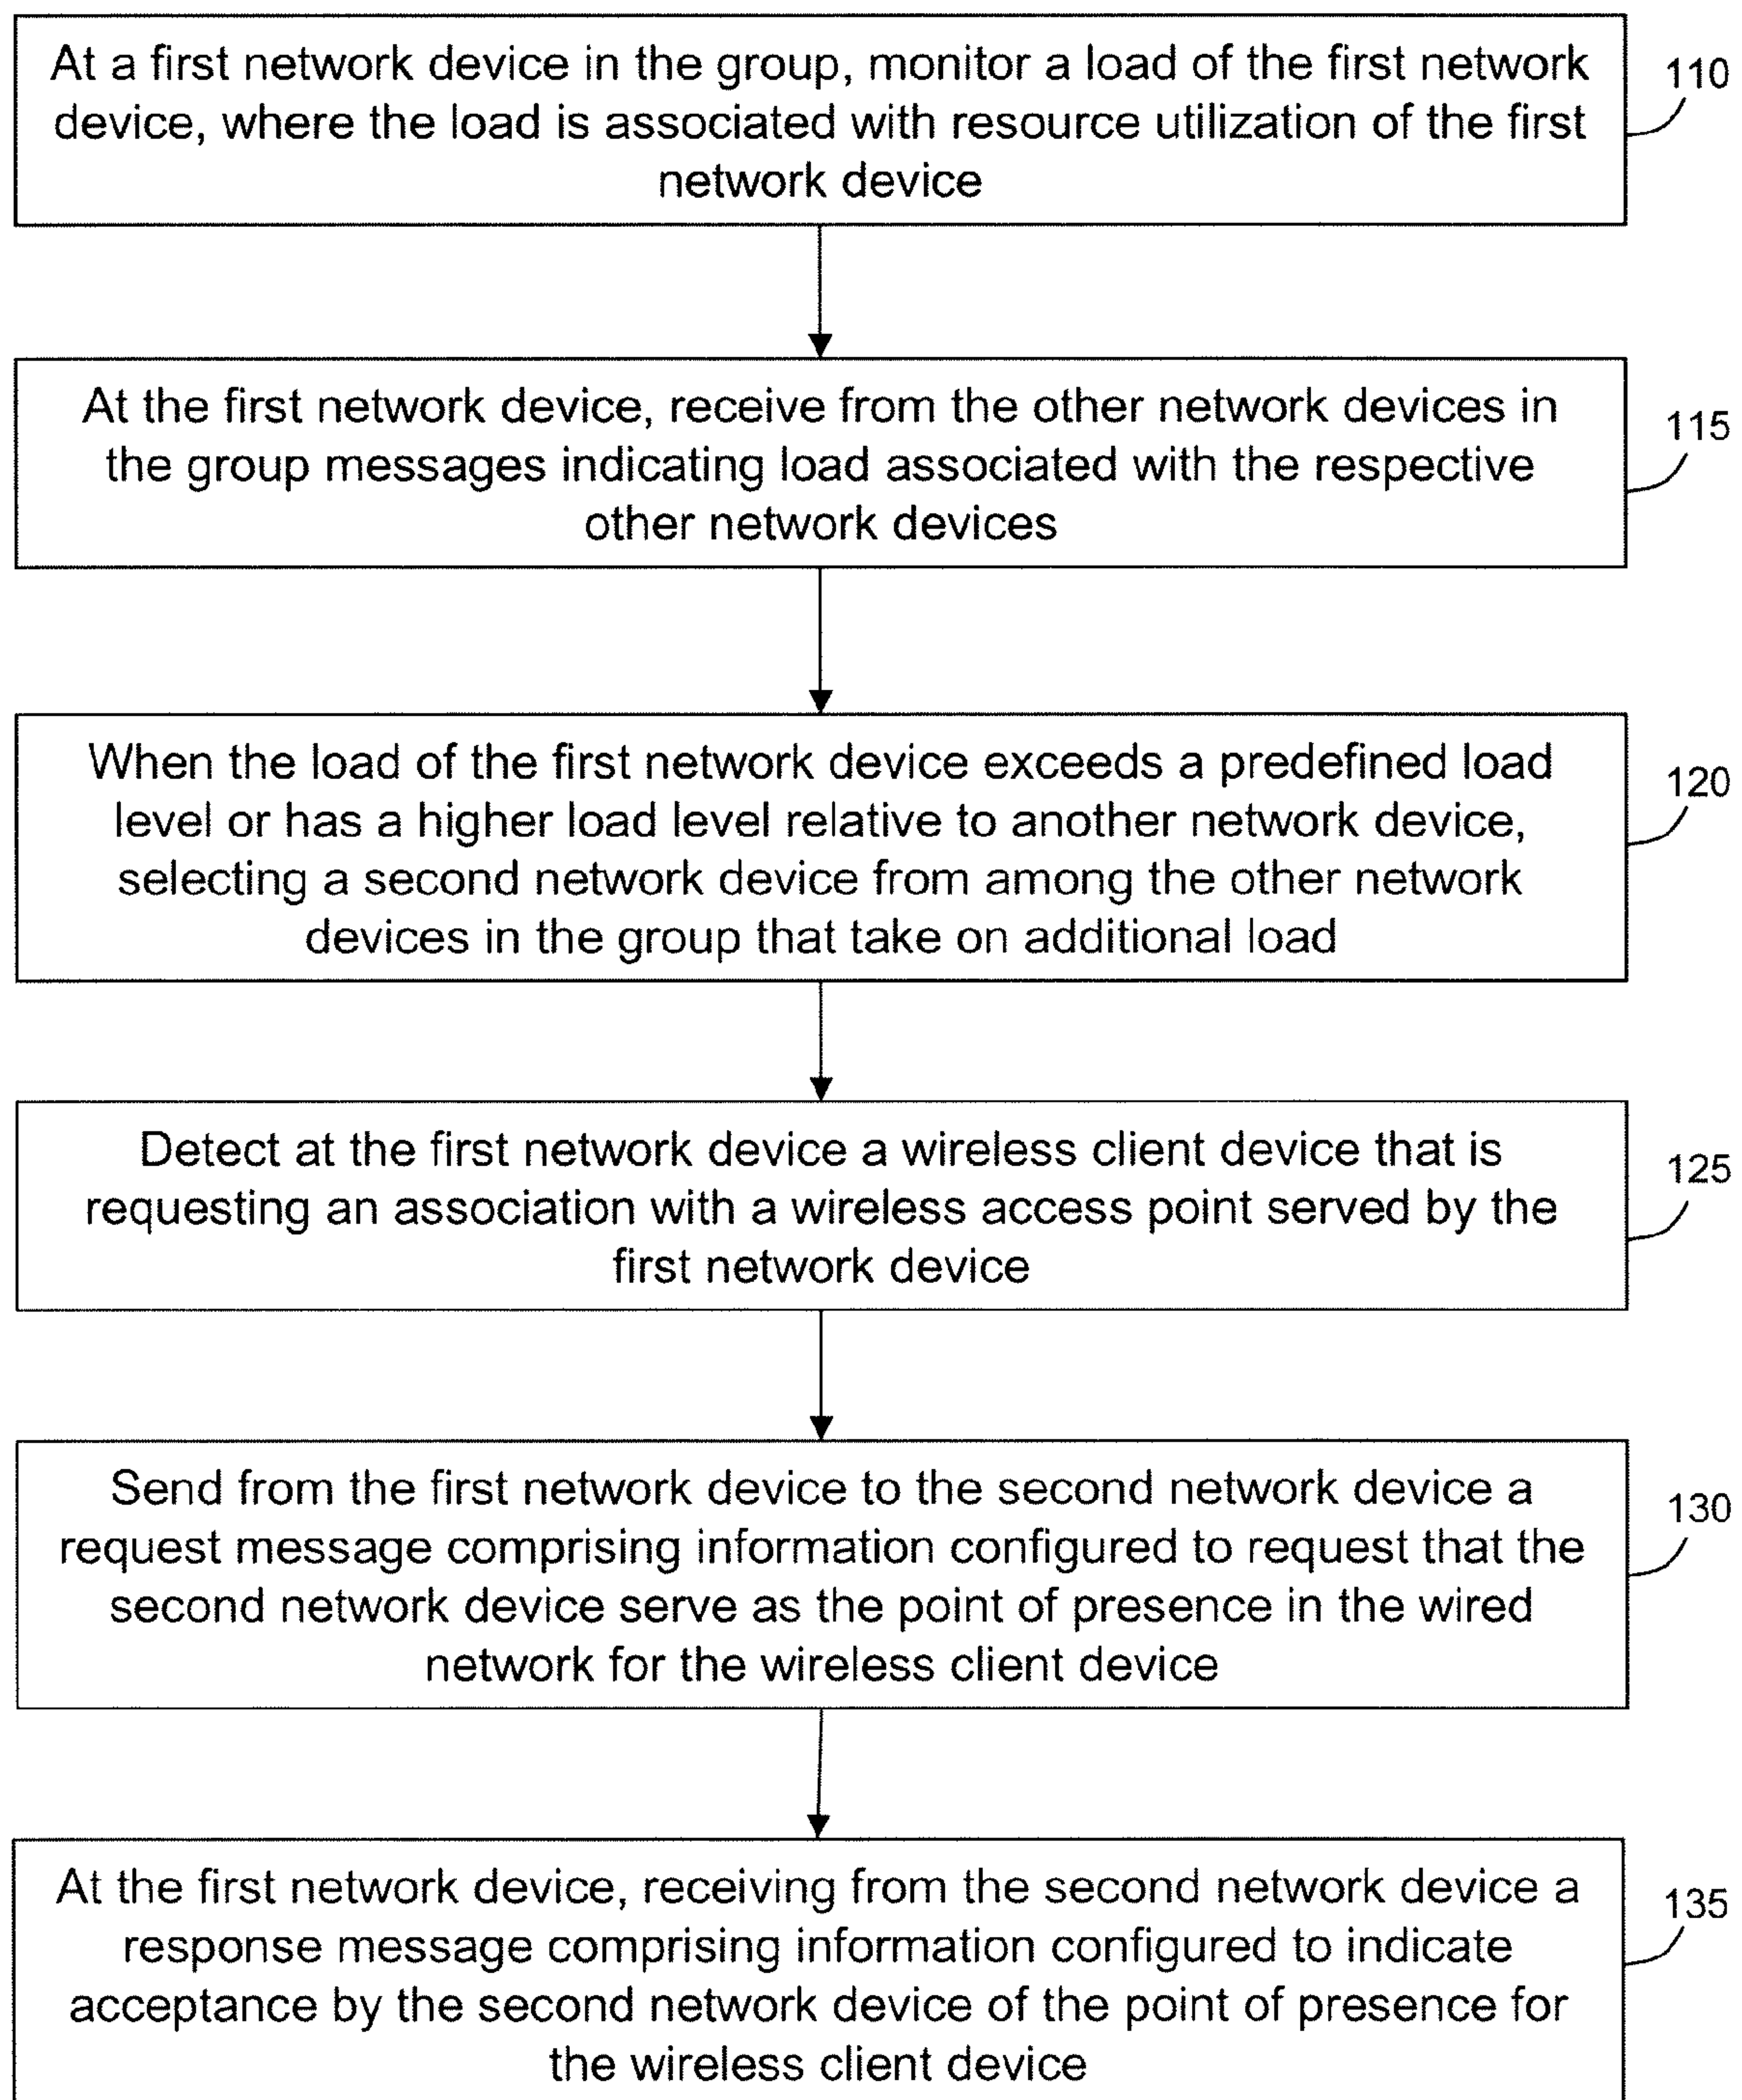 At a first network device in the group, monitor a load of the first network
device, where the load is associated with resource utilization of the first
network device
110
At the first network device, receive from the other network devices in
the group messages indicating load associated with the respective
other network devices
115
When the load of the first network device exceeds a predefined load
level or has a higher load level relative to another network device,
selecting a second network device from among the other network
devices in the group that take on additional load
120
Detect at the first network device a wireless client device that is
requesting an association with a wireless access point served by the
first network device
125
Send from the first network device to the second network device a
request message comprising information configured to request that the
second network device serve as the point of presence in the wired
network for the wireless client device
130
At the first network device, receiving from the second network device a
response message comprising information configured to indicate
acceptance by the second network device of the point of presence for
the wireless client device
135